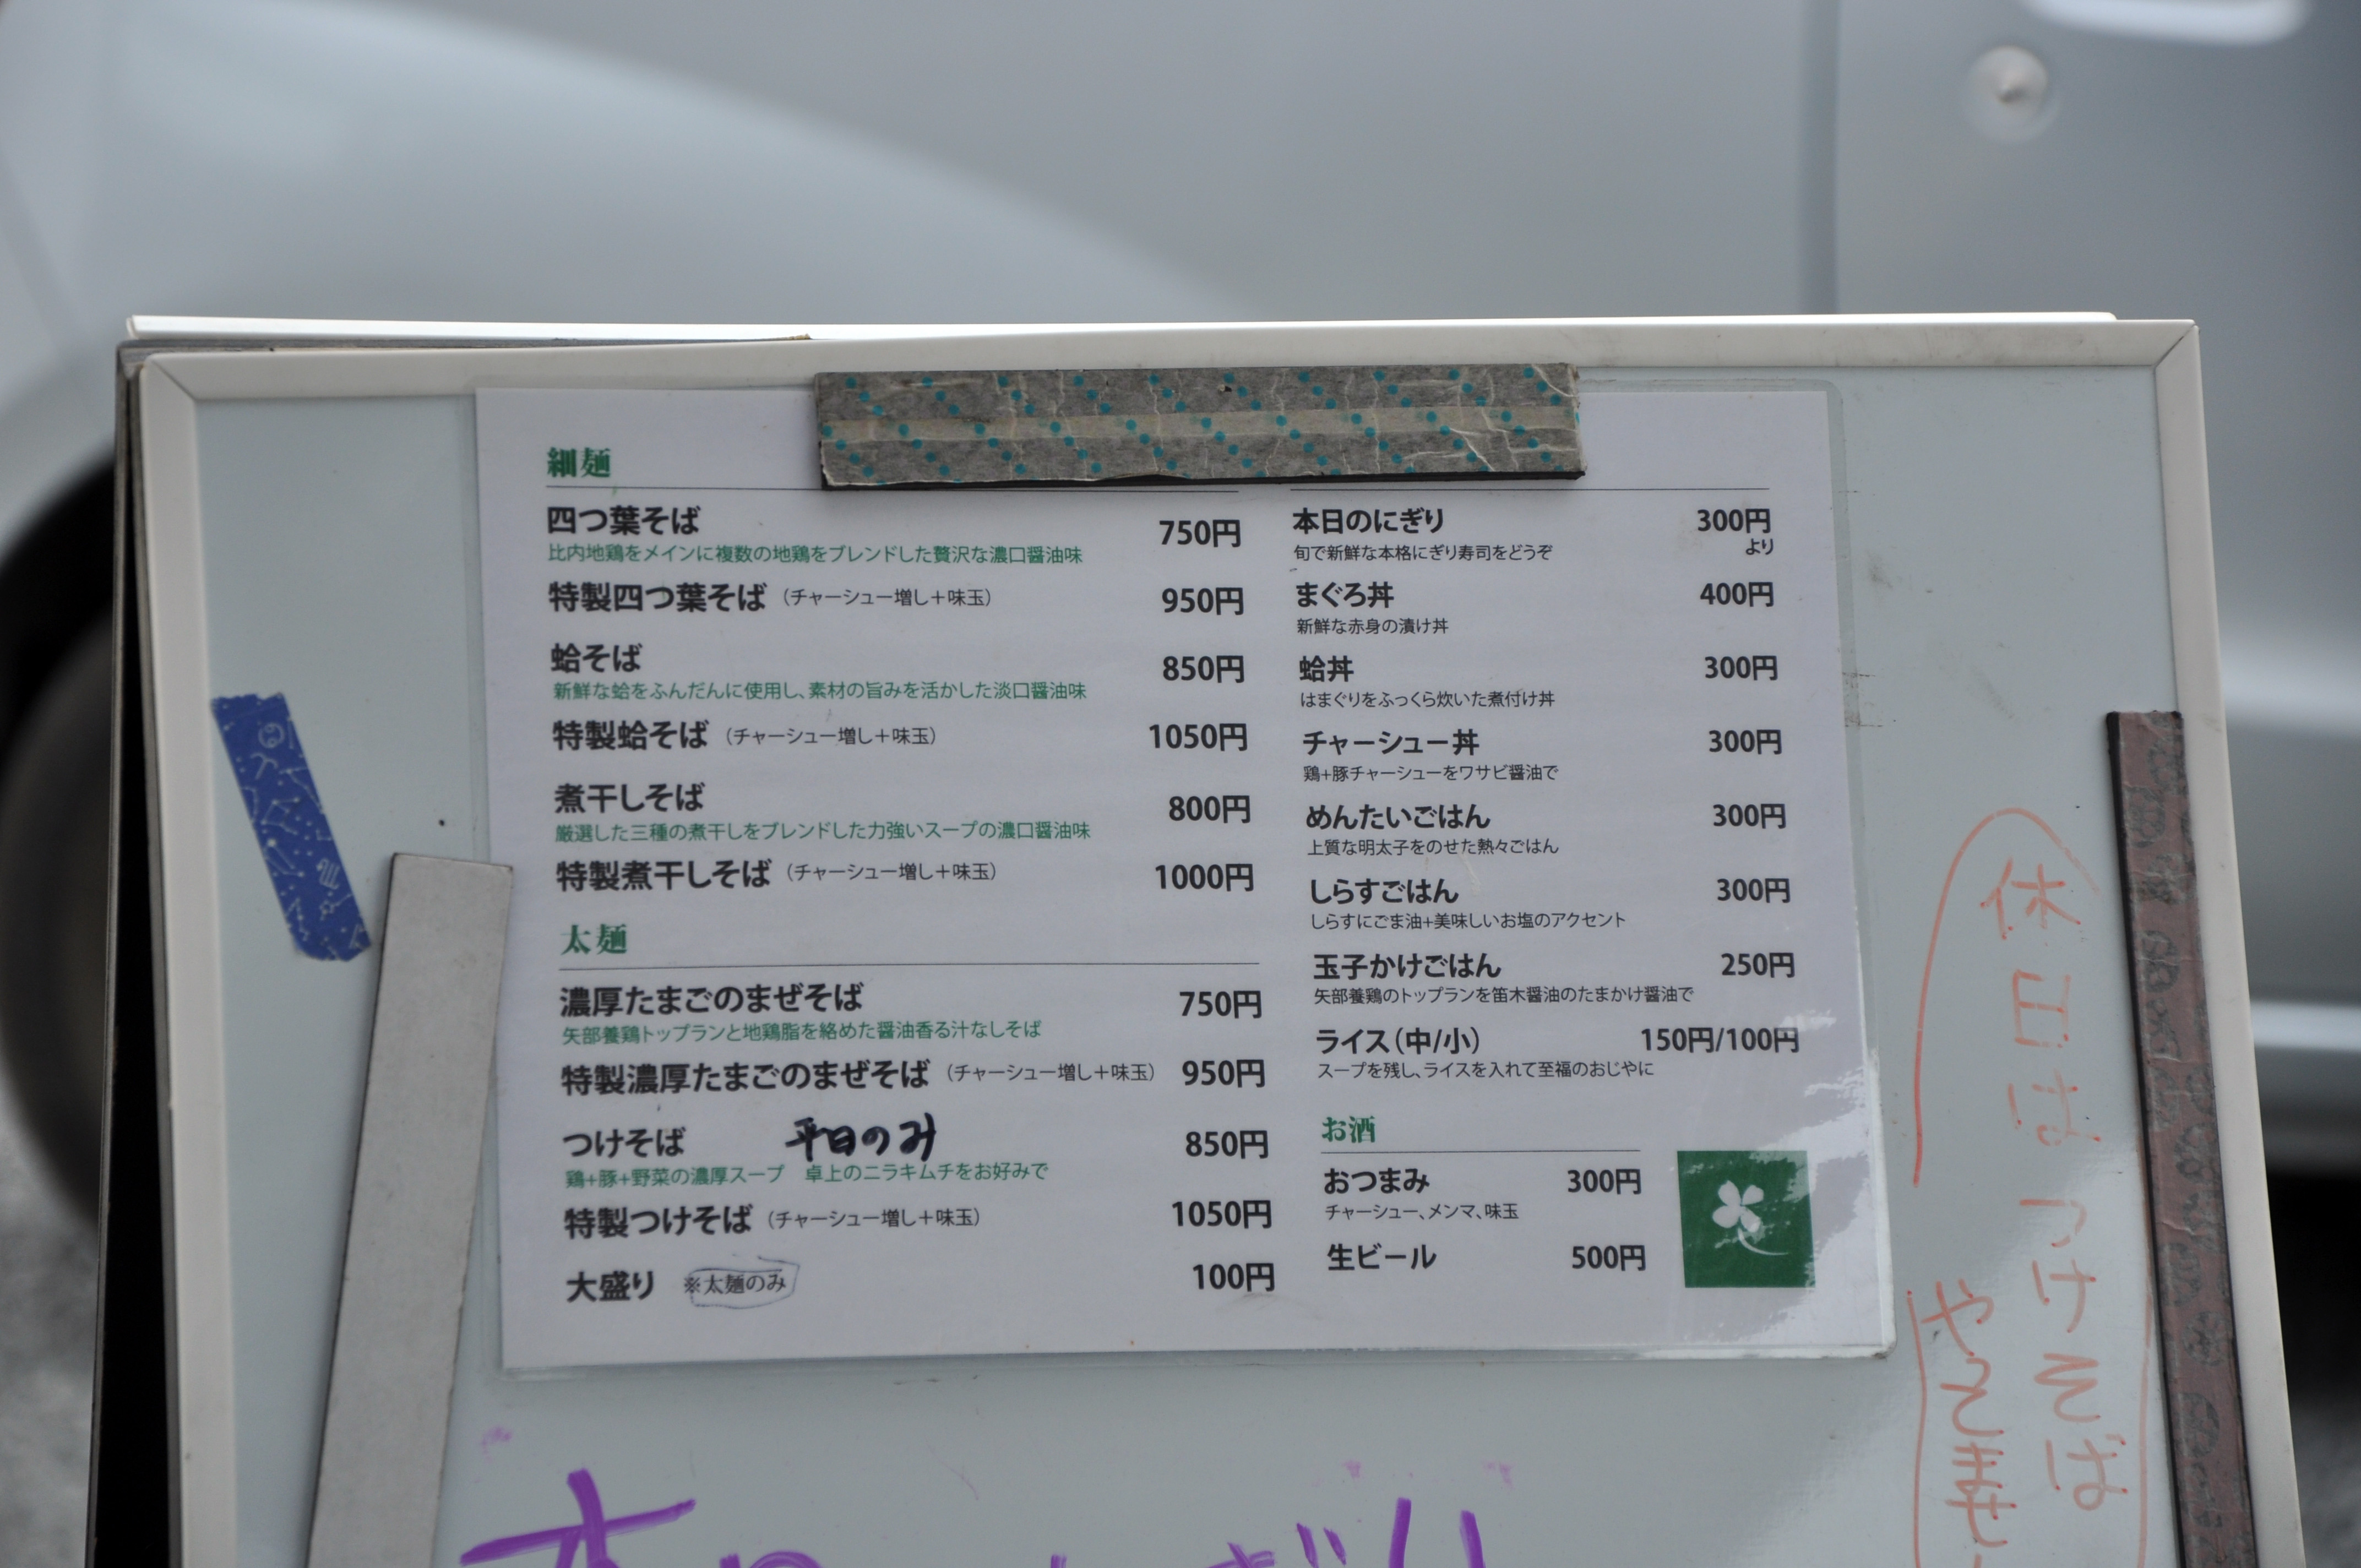 細麺
四つ葉そば 750円
比内地鶏をメインに複数の地鶏をブレンドした贅沢な濃口醤油味
特製四つ葉そば (チャーシュー増し+味玉) 950円
蛤そば 850円
新鮮な蛤をふんだんに使用し、素材の旨みを活かした淡口醤油味
特製蛤そば (チャーシュー増し+味玉) 1050円
煮干しそば 800円
厳選した三種の煮干しをブレンドした力強いスープの濃口醤油味
特製煮干しそば (チャーシュー増し+味玉) 1000円
太麺
濃厚たまごのまぜそば 750円
矢部養鶏トップランと地鶏脂を絡めた醤油香る汁なしそば
特製濃厚たまごのまぜそば (チャーシュー増し+味玉) 950円
つけそば 平日のみ 850円
鶏+豚+野菜の濃厚スープ 卓上のニラキムチをお好みで
特製つけそば (チャーシュー増し+味玉) 1050円
大盛り ※太麺のみ 100円
本日のにぎり 300円
より
旬で新鮮な本格にぎり寿司をどうぞ
まぐろ丼 400円
新鮮な赤身の漬け丼
蛤丼 300円
はまぐりをふっくら炊いた煮付け丼
チャーシュー丼 300円
鶏+豚チャーシューをワサビ醤油で
めんたいごはん 300円
上質な明太子をのせた熱々ごはん
しらすごはん 300円
しらすにごま油+美味しいお塩のアクセント
玉子かけごはん 250円
矢部養鶏のトップランを笛木醤油のたまかけ醤油で
ライス(中/小) 150円/100円
スープを残し、ライスを入れて至福のおじやに
お酒
おつまみ 300円
チャーシュー、メンマ、味玉
生ビール 500円
休日はつけそば
やってません